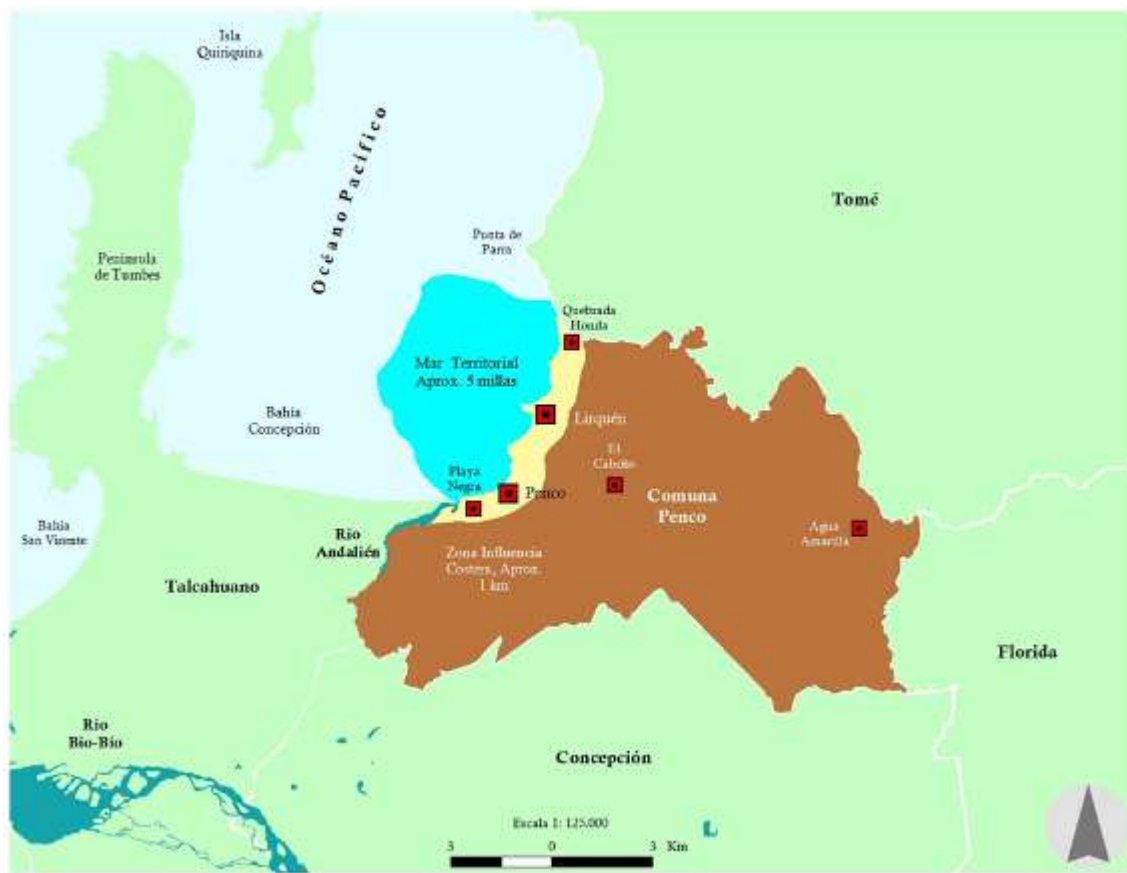 Isla
Quiriquina
Océano Pacífico
Tomé
Punta de
Parra
Península
de Tumbes
Quebrada
Honda
Mar Territorial
Aprox. 5 millas
Bahía
Concepción
Lirquén
El
Cabrito
Playa
Negra
Penco
Comuna
Penco
Bahía
San Vicente
Río
Andalién
Agua
Amarilla
Zona Influencia
Costera, Aprox.
1 km
Talcahuano
Florida
Río
Bío-Bío
Concepción
Escala 1: 125.000
3 0 3 Km